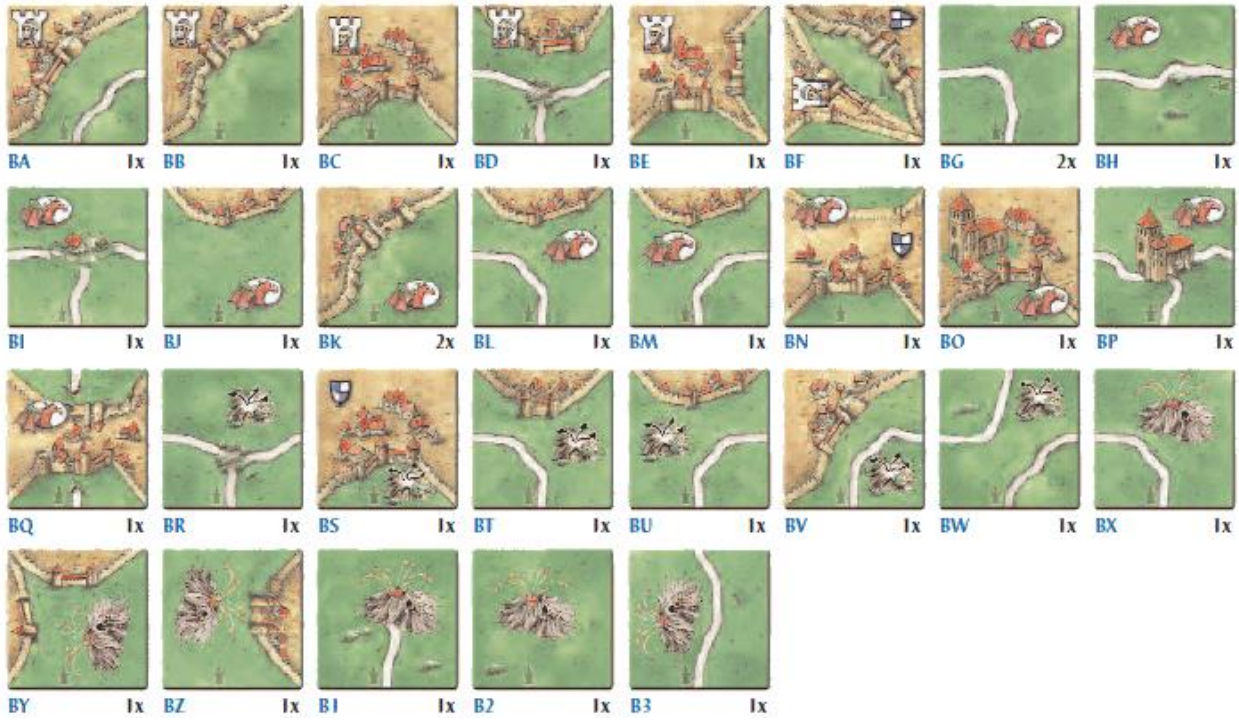 BA 1x BB 1x BC 1x BD 1x BE 1x BF 1x BG 2x BH 1x
BI 1x BJ 1x BK 2x BL 1x BM 1x BN 1x BO 1x BP 1x
BQ 1x BR 1x BS 1x BT 1x BU 1x BV 1x BW 1x BX 1x
BY 1x BZ 1x B1 1x B2 1x B3 1x